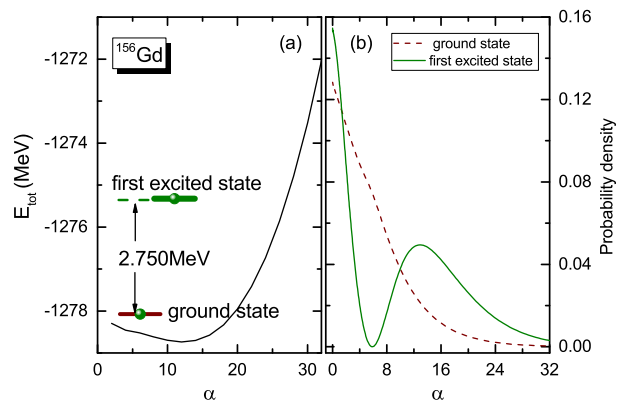 (a)
¹⁵⁶Gd
-1272
-1274
-1276
-1278
E_tot (MeV)
first excited state
2.750MeV
ground state
0 10 20 30
α
(b)
ground state
first excited state
0.16
0.12
0.08
0.04
0.00
Probability density
0 8 16 24 32
α